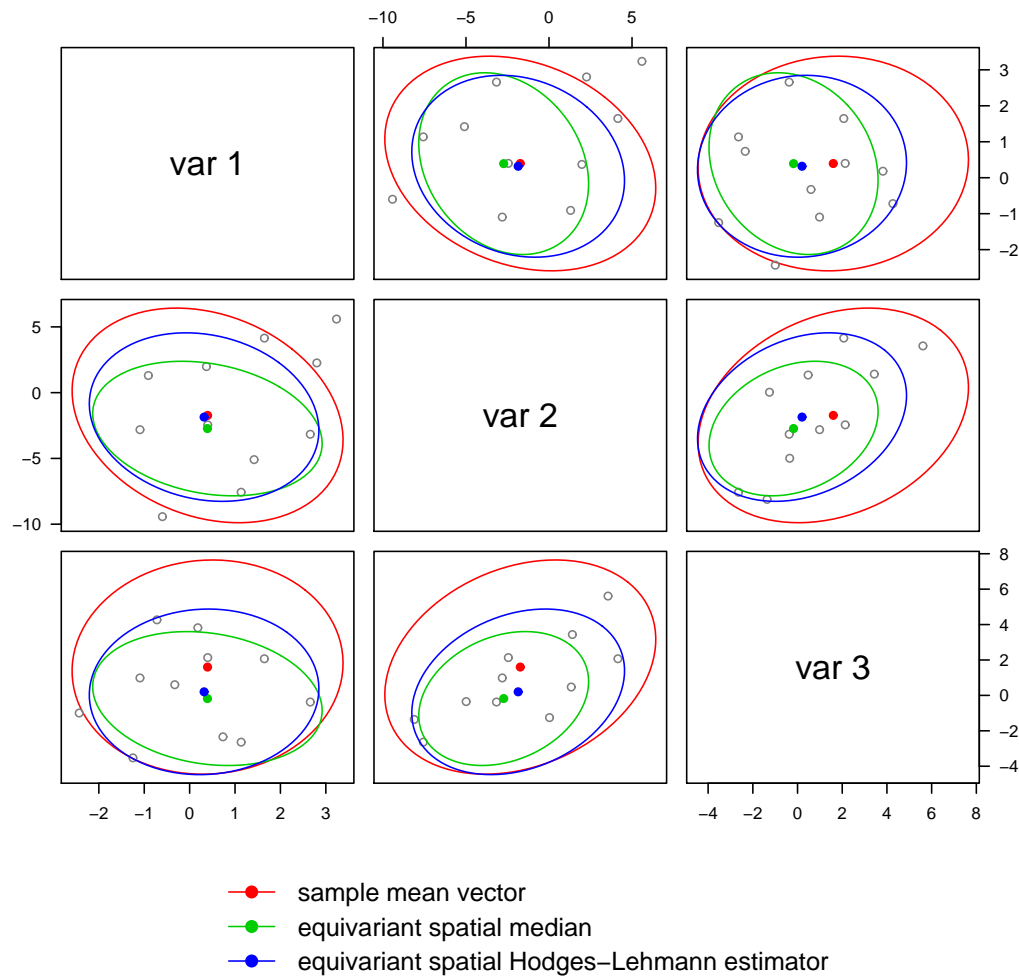 −10 −5 0 5
var 1
3
2
1
0
−1
−2
5
0
−5
−10
var 2
var 3
8
6
4
2
0
−2
−4
−2 −1 0 1 2 3
−4 −2 0 2 4 6 8
sample mean vector
equivariant spatial median
equivariant spatial Hodges−Lehmann estimator